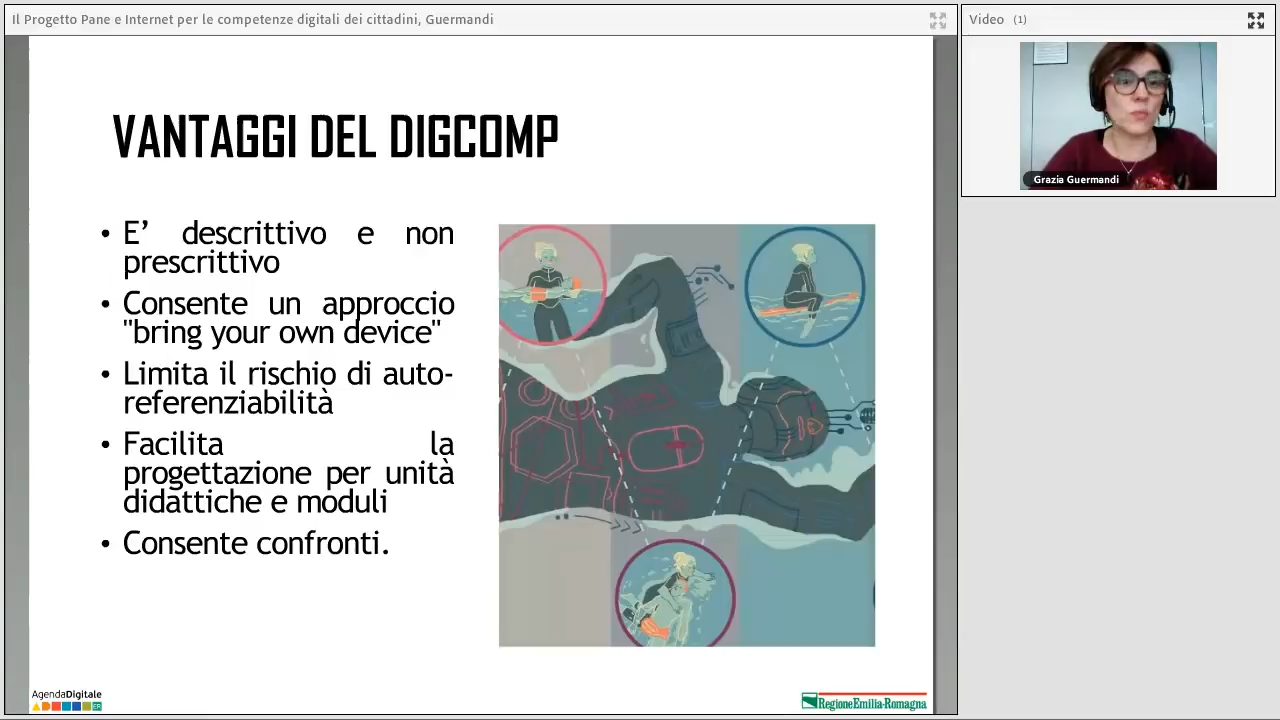 Il Progetto Pane e Internet per le competenze digitali dei cittadini, Guermandi
Video (1)
Grazia Guermandi
VANTAGGI DEL DIGCOMP
• E’ descrittivo e non
prescrittivo
• Consente un approccio
"bring your own device"
• Limita il rischio di auto-
referenziabilità
• Facilita la
progettazione per unità
didattiche e moduli
• Consente confronti.
AgendaDigitale
ER
RegioneEmilia-Romagna